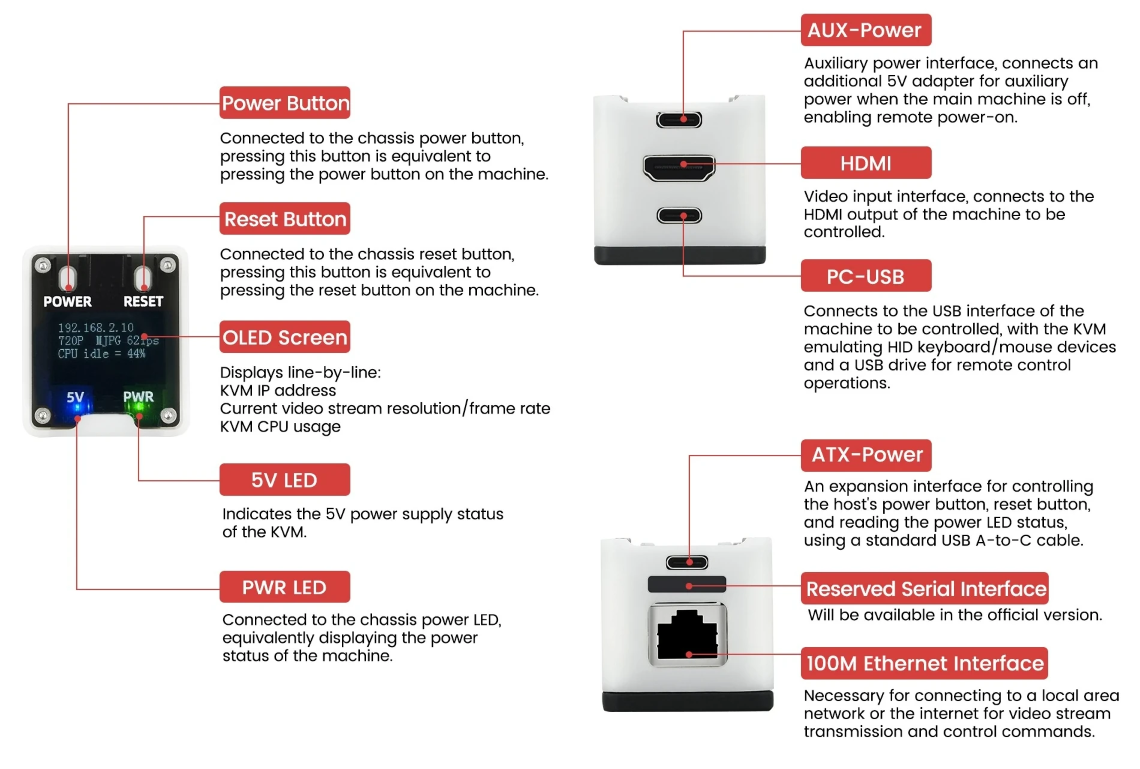 Power Button
Connected to the chassis power button,
pressing this button is equivalent to
pressing the power button on the machine.
Reset Button
Connected to the chassis reset button,
pressing this button is equivalent to
pressing the reset button on the machine.
POWER RESET
192.168.2.10
720P MJPG 62fps
CPU idle = 44%
5V PWR
OLED Screen
Displays line-by-line:
KVM IP address
Current video stream resolution/frame rate
KVM CPU usage
5V LED
Indicates the 5V power supply status
of the KVM.
PWR LED
Connected to the chassis power LED,
equivalently displaying the power
status of the machine.
AUX-Power
Auxiliary power interface, connects an
additional 5V adapter for auxiliary
power when the main machine is off,
enabling remote power-on.
HDMI
Video input interface, connects to the
HDMI output of the machine to be
controlled.
PC-USB
Connects to the USB interface of the
machine to be controlled, with the KVM
emulating HID keyboard/mouse devices
and a USB drive for remote control
operations.
ATX-Power
An expansion interface for controlling
the host's power button, reset button,
and reading the power LED status,
using a standard USB A-to-C cable.
Reserved Serial Interface
Will be available in the official version.
100M Ethernet Interface
Necessary for connecting to a local area
network or the internet for video stream
transmission and control commands.